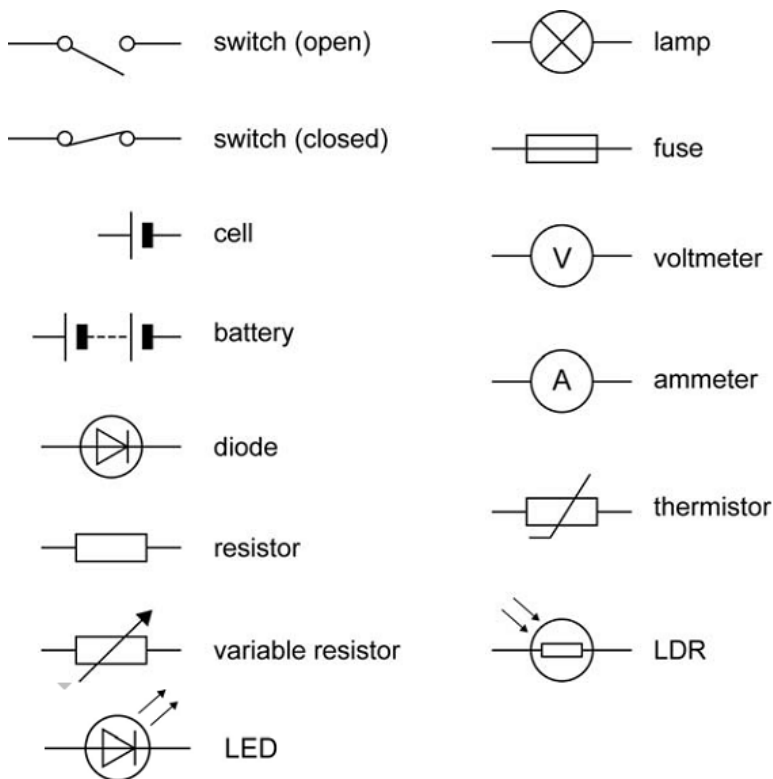 switch (open)
switch (closed)
cell
battery
diode
resistor
variable resistor
LED
lamp
fuse
V
voltmeter
A
ammeter
thermistor
LDR